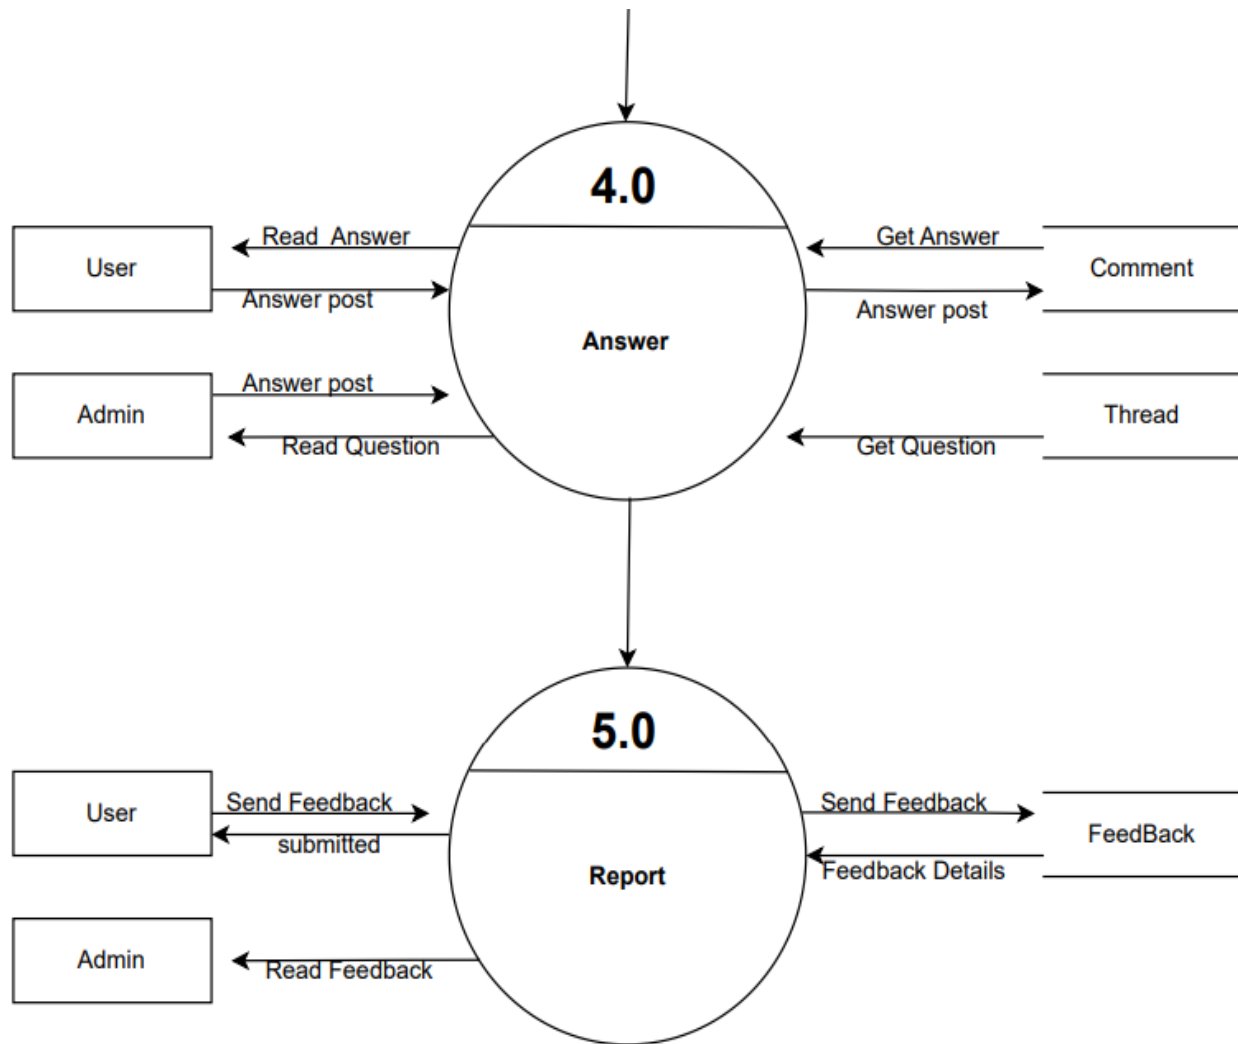 4.0
Read  Answer
Get Answer
User
Comment
Answer post
Answer post
Answer
Answer post
Admin
Thread
Read Question
Get Question
5.0
Send Feedback
Send Feedback
User
FeedBack
submitted
Feedback Details
Report
Admin
Read Feedback